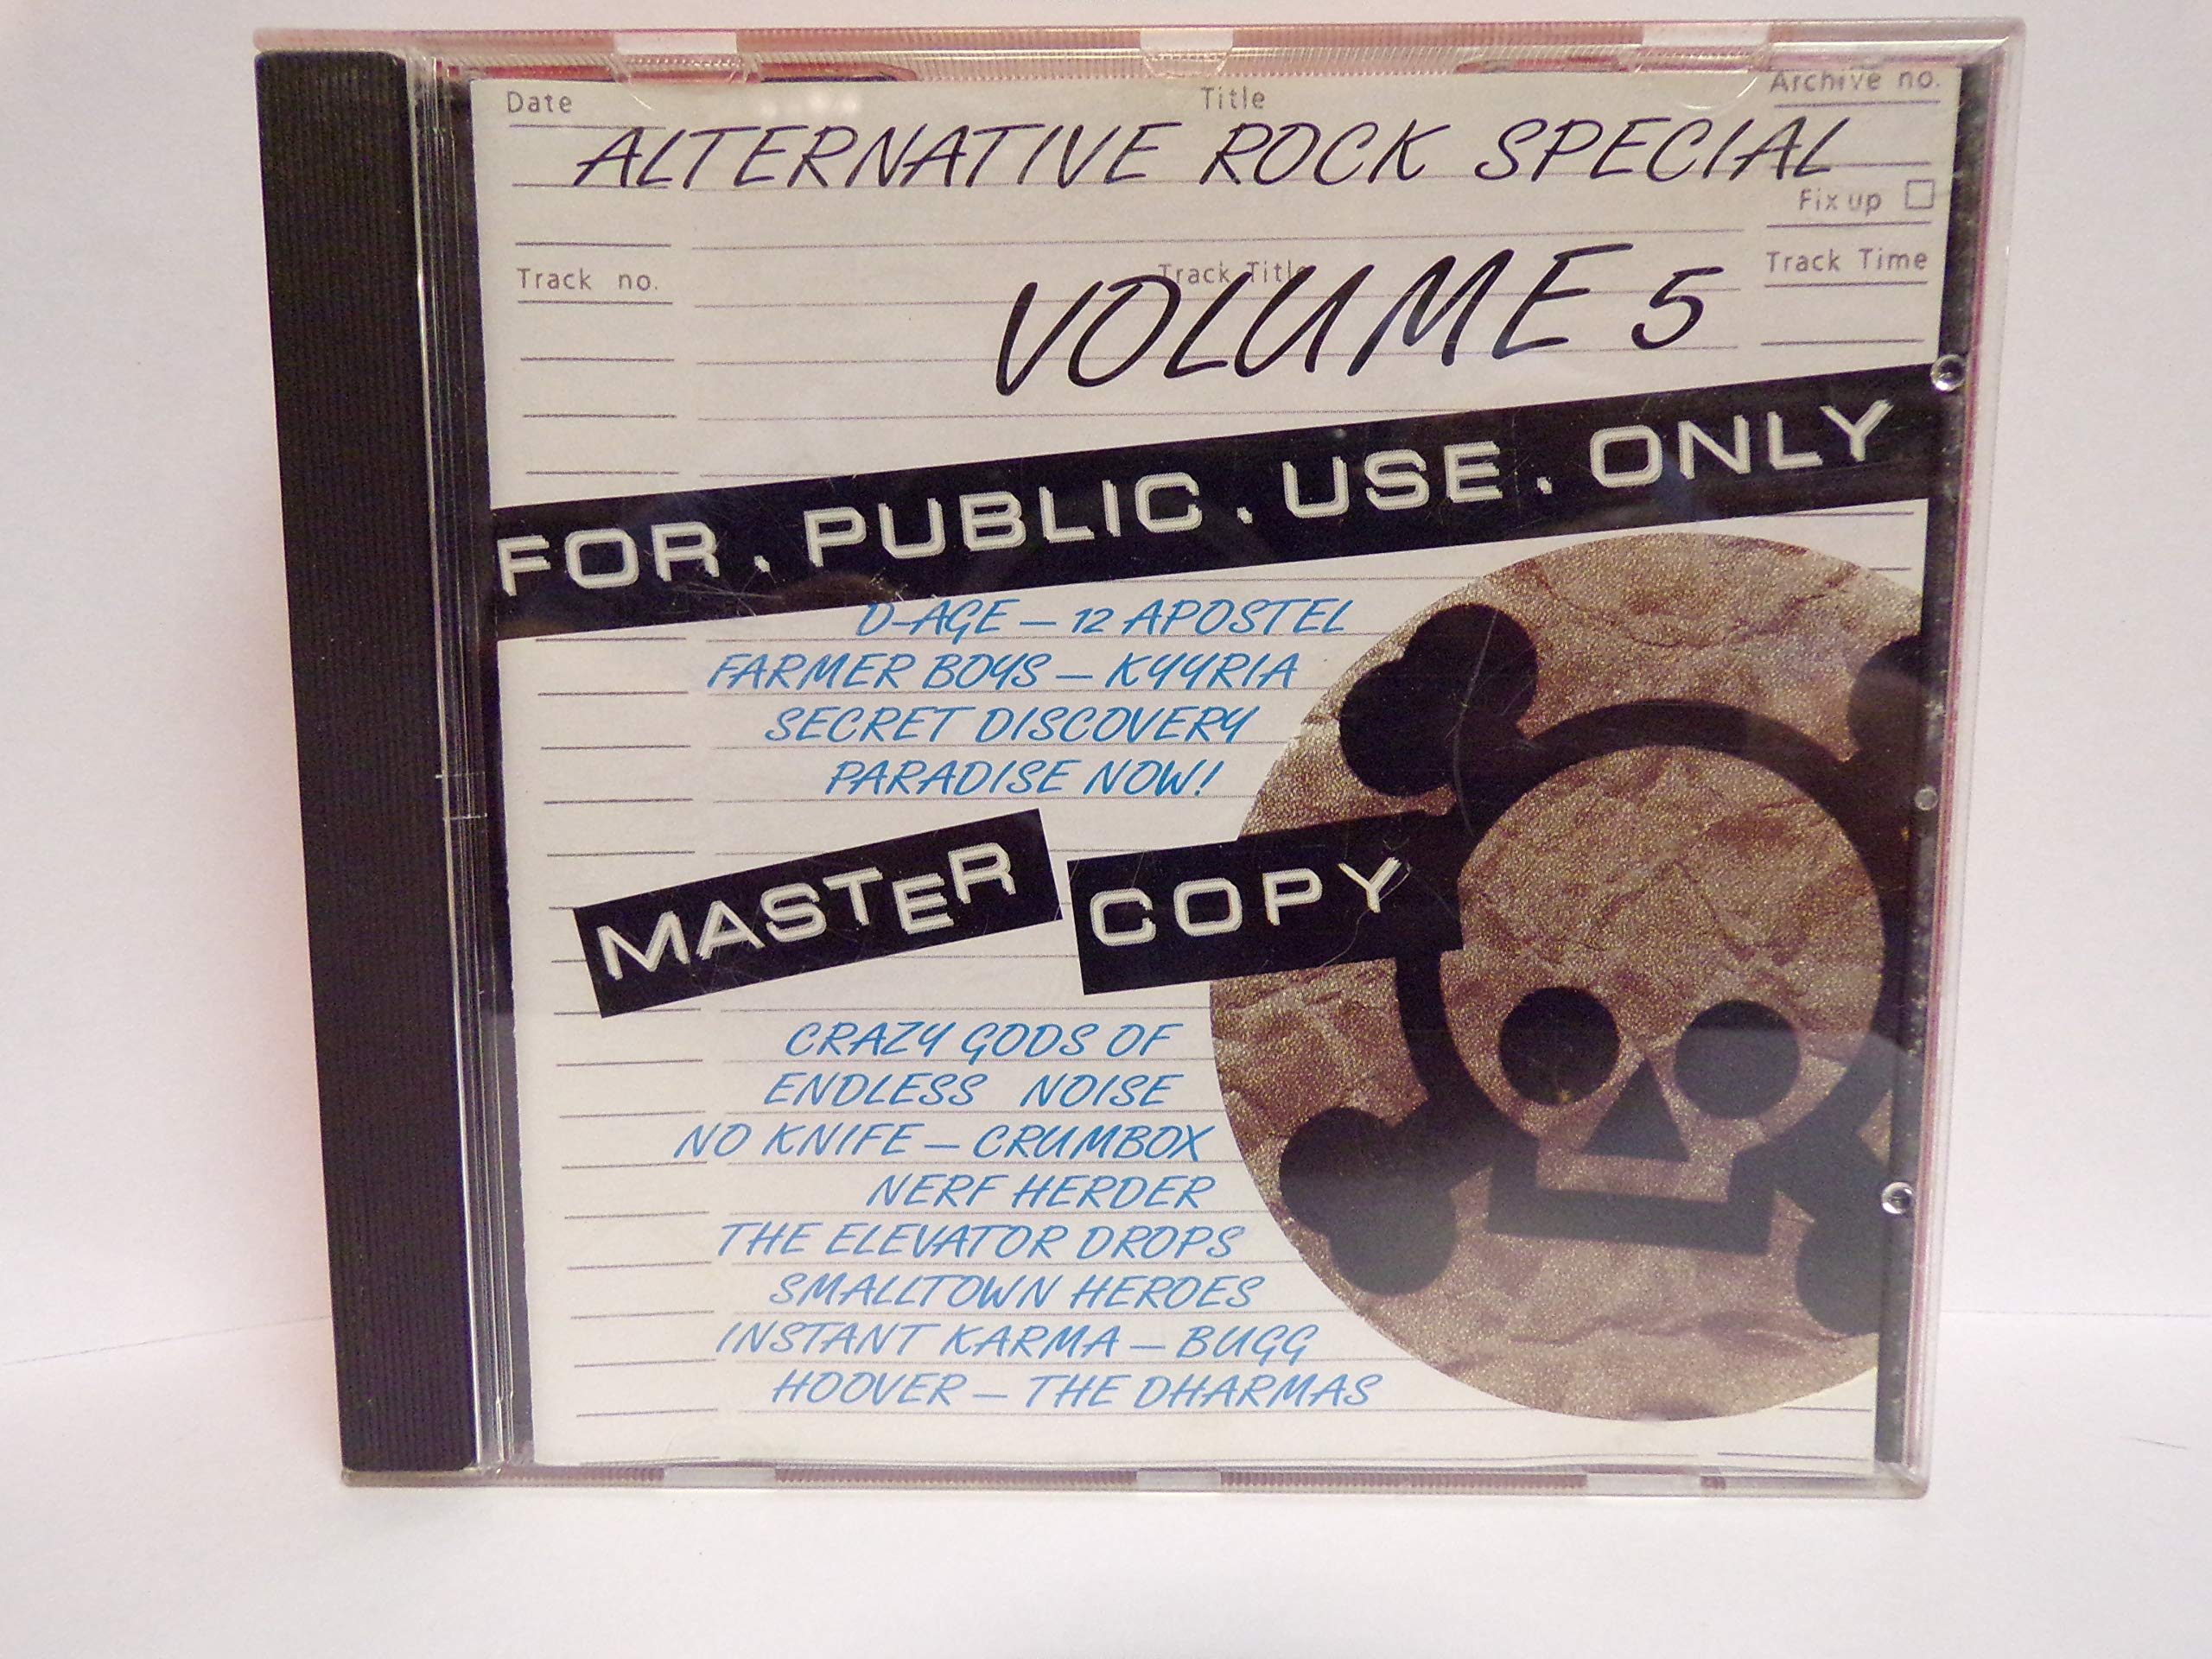 Date Title Archive no.
ALTERNATIVE ROCK SPECIAL
Fix up
Track no. Track Title Track Time
VOLUME 5
FOR . PUBLIC . USE . ONLY
D-AGE – 12 APOSTEL
FARMER BOYS – KYYRIA
SECRET DISCOVERY
PARADISE NOW!
MASTER COPY
CRAZY GODS OF
ENDLESS NOISE
NO KNIFE – CRUMBOX
NERF HERDER
THE ELEVATOR DROPS
SMALLTOWN HEROES
INSTANT KARMA – BUGG
HOOVER – THE DHARMAS